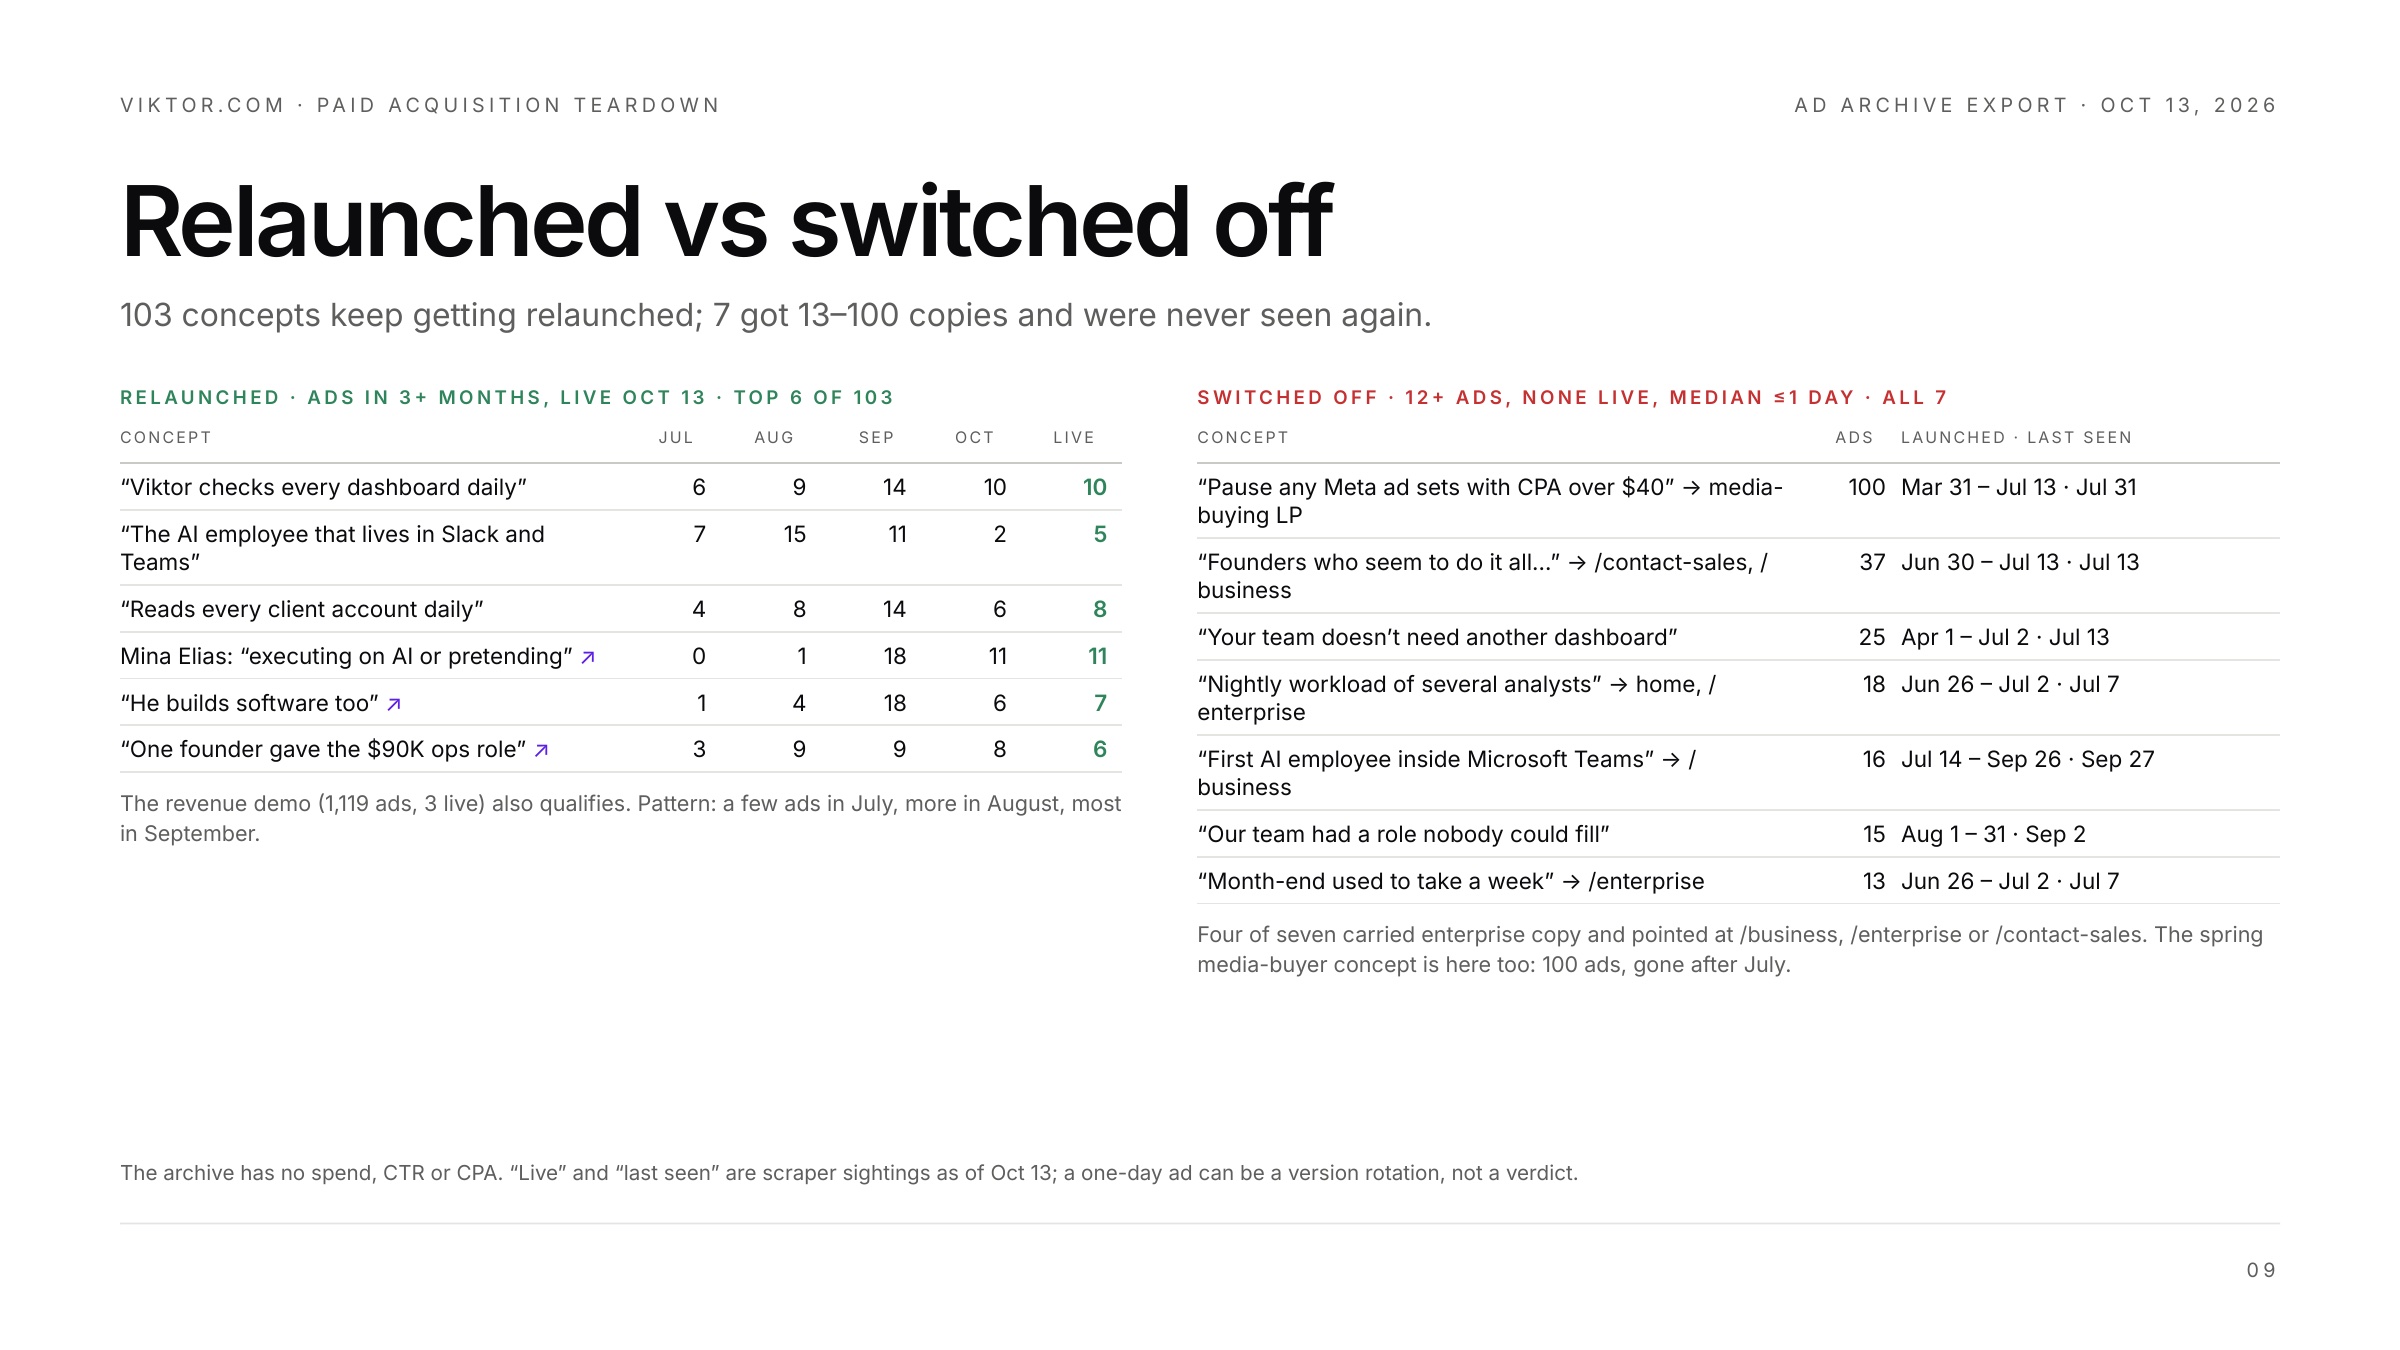 VIKTOR.COM · PAID ACQUISITION TEARDOWN
AD ARCHIVE EXPORT · OCT 13, 2026
Relaunched vs switched off
103 concepts keep getting relaunched; 7 got 13–100 copies and were never seen again.
RELAUNCHED · ADS IN 3+ MONTHS, LIVE OCT 13 · TOP 6 OF 103
CONCEPT JUL AUG SEP OCT LIVE
“Viktor checks every dashboard daily” 6 9 14 10 10
“The AI employee that lives in Slack and 7 15 11 2 5
Teams”
“Reads every client account daily” 4 8 14 6 8
Mina Elias: “executing on AI or pretending” ↗ 0 1 18 11 11
“He builds software too” ↗ 1 4 18 6 7
“One founder gave the $90K ops role” ↗ 3 9 9 8 6
The revenue demo (1,119 ads, 3 live) also qualifies. Pattern: a few ads in July, more in August, most
in September.
SWITCHED OFF · 12+ ADS, NONE LIVE, MEDIAN ≤1 DAY · ALL 7
CONCEPT ADS LAUNCHED · LAST SEEN
“Pause any Meta ad sets with CPA over $40” → media- 100 Mar 31 – Jul 13 · Jul 31
buying LP
“Founders who seem to do it all…” → /contact-sales, / 37 Jun 30 – Jul 13 · Jul 13
business
“Your team doesn’t need another dashboard” 25 Apr 1 – Jul 2 · Jul 13
“Nightly workload of several analysts” → home, / 18 Jun 26 – Jul 2 · Jul 7
enterprise
“First AI employee inside Microsoft Teams” → / 16 Jul 14 – Sep 26 · Sep 27
business
“Our team had a role nobody could fill” 15 Aug 1 – 31 · Sep 2
“Month-end used to take a week” → /enterprise 13 Jun 26 – Jul 2 · Jul 7
Four of seven carried enterprise copy and pointed at /business, /enterprise or /contact-sales. The spring
media-buyer concept is here too: 100 ads, gone after July.
The archive has no spend, CTR or CPA. “Live” and “last seen” are scraper sightings as of Oct 13; a one-day ad can be a version rotation, not a verdict.
09